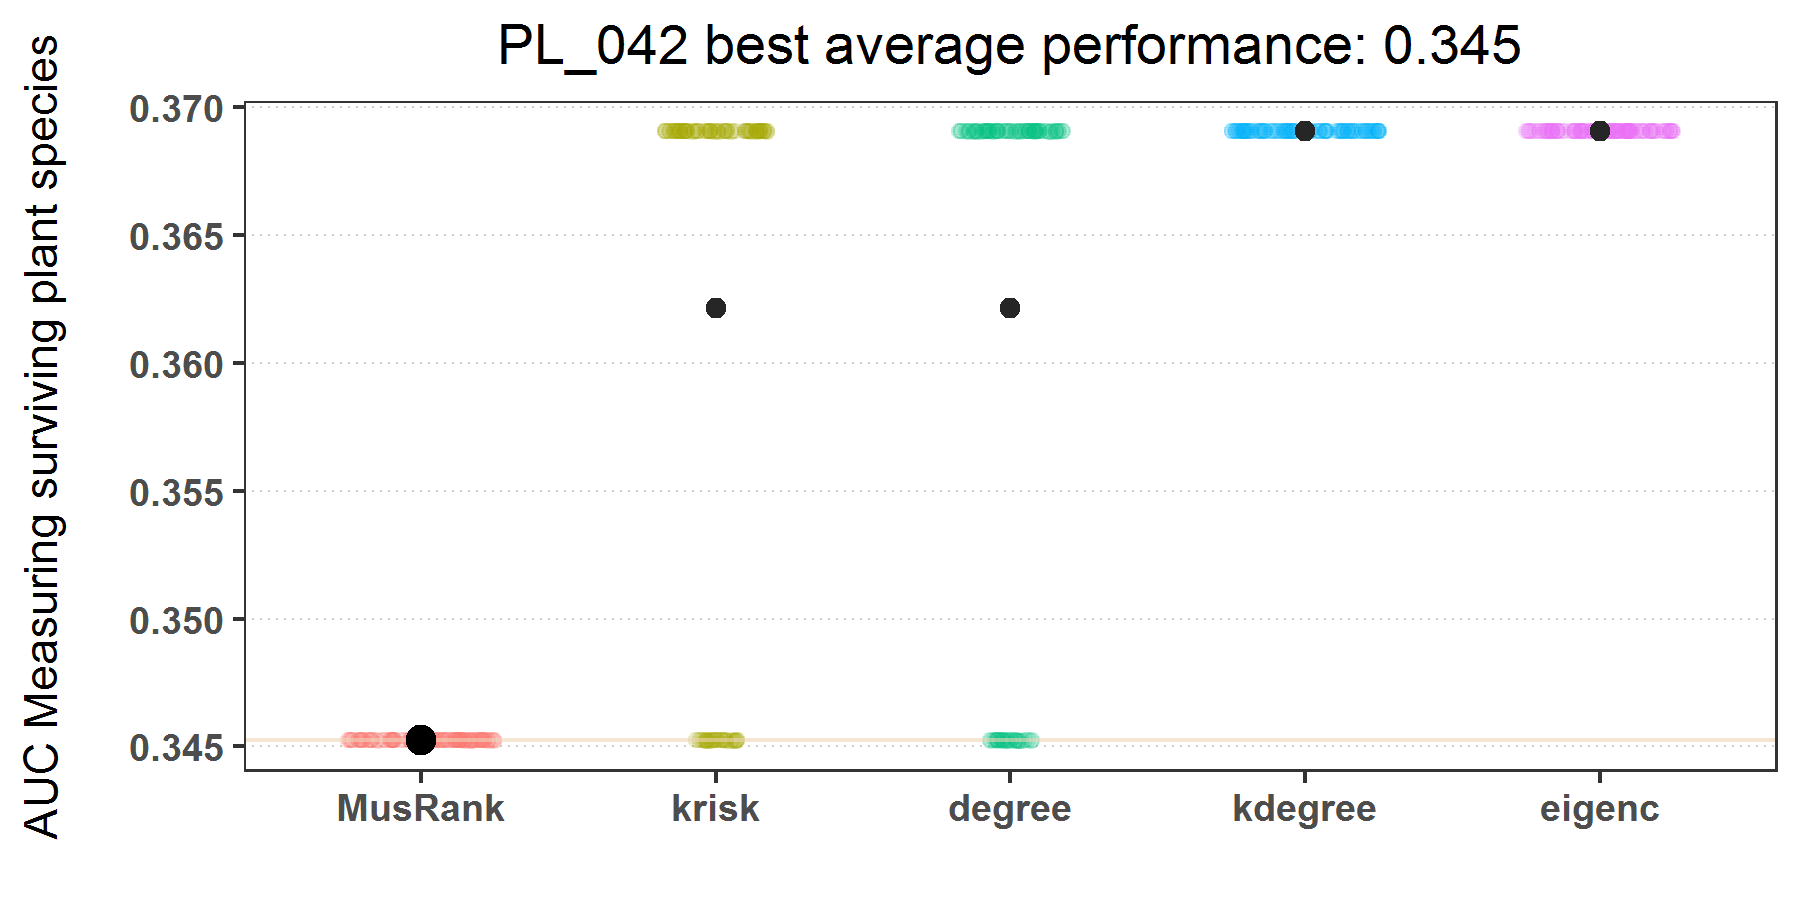 PL_042 best average performance: 0.345
AUC Measuring surviving plant species
0.370
0.365
0.360
0.355
0.350
0.345
MusRank krisk degree kdegree eigenc